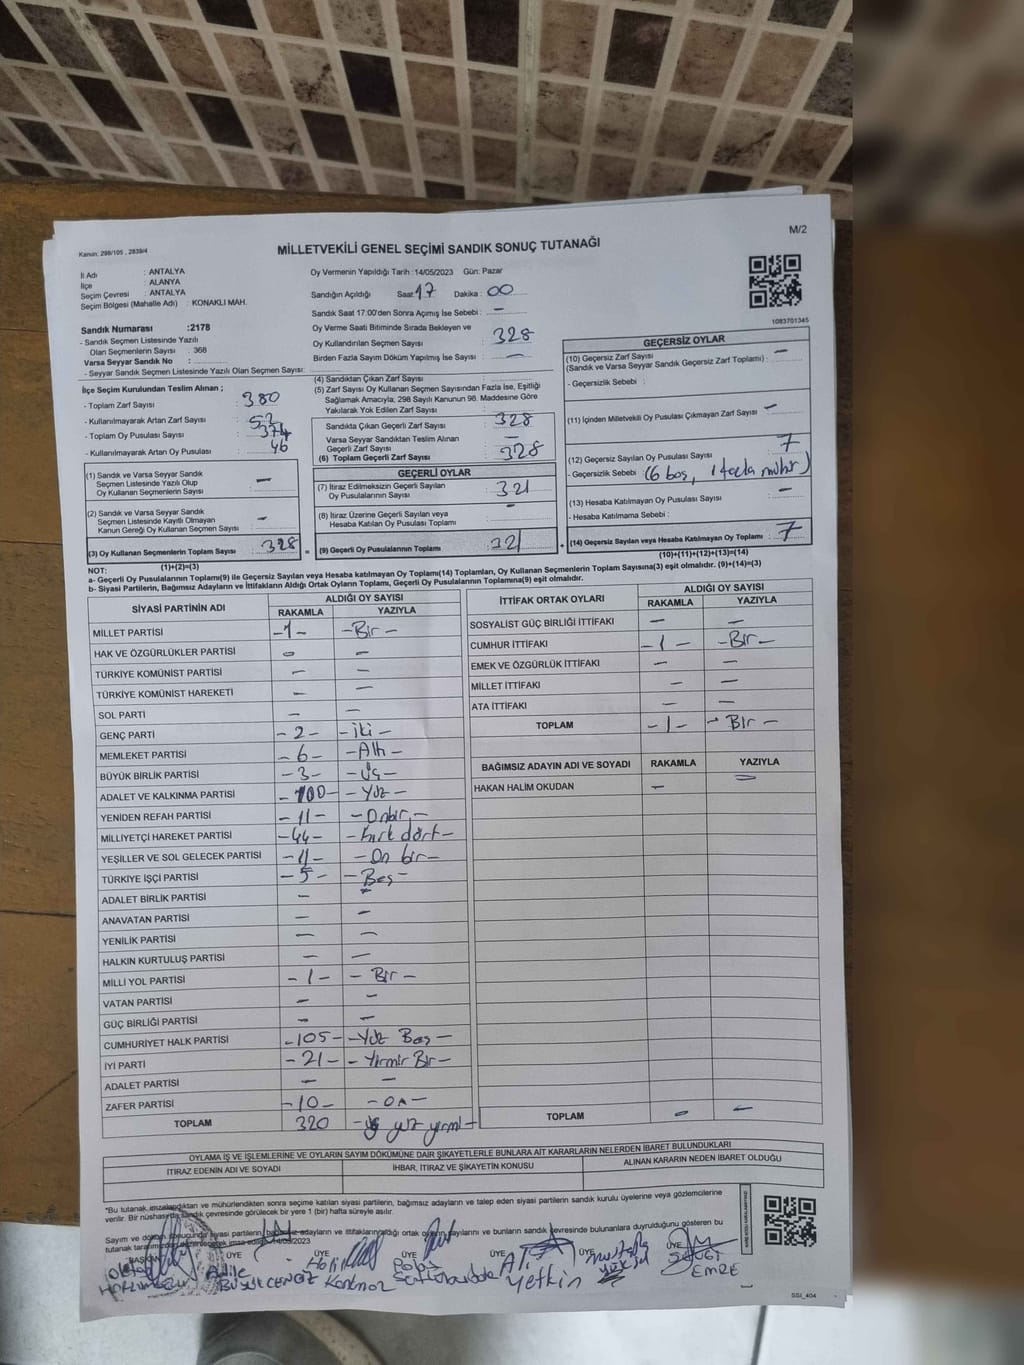 Kanun: 298/105 , 2839/4
MİLLETVEKİLİ GENEL SEÇİMİ SANDIK SONUÇ TUTANAĞI
M/2
İl Adı : ANTALYA
İlçe : ALANYA
Seçim Çevresi : ANTALYA
Seçim Bölgesi (Mahalle Adı) : KONAKLI MAH.
Sandık Numarası :2178
- Sandık Seçmen Listesinde Yazılı
Olan Seçmenlerin Sayısı : 368
Varsa Seyyar Sandık No :
- Seyyar Sandık Seçmen Listesinde Yazılı Olan Seçmen Sayısı:
Oy Vermenin Yapıldığı Tarih :14/05/2023 Gün: Pazar
Sandığın Açıldığı Saat: 17 Dakika : 00
Sandık Saat 17.00'den Sonra Açmış İse Sebebi : —
Oy Verme Saati Bitiminde Sırada Bekleyen ve
Oy Kullandırılan Seçmen Sayısı : 328
Birden Fazla Sayım Döküm Yapılmış İse Sayısı : —
1083701345
İlçe Seçim Kurulundan Teslim Alınan ;
- Toplam Zarf Sayısı : 380
- Kullanılmayarak Artan Zarf Sayısı : 52
- Toplam Oy Pusulası Sayısı : 374
- Kullanılmayarak Artan Oy Pusulası : 46
(1) Sandık ve Varsa Seyyar Sandık
Seçmen Listesinde Yazılı Olup
Oy Kullanan Seçmenlerin Sayısı : —
(2) Sandık ve Varsa Seyyar Sandık
Seçmen Listesinde Kayıtlı Olmayan
Kanun Gereği Oy Kullanan Seçmen Sayısı : -
(3) Oy Kullanan Seçmenlerin Toplam Sayısı : 328
(1)+(2)=(3)
(4) Sandıktan Çıkan Zarf Sayısı :
(5) Zarf Sayısı Oy Kullanan Seçmen Sayısından Fazla İse, Eşitliği
Sağlamak Amacıyla, 298 Sayılı Kanunun 98. Maddesine Göre
Yakılarak Yok Edilen Zarf Sayısı :
Sandıkta Çıkan Geçerli Zarf Sayısı : 328
Varsa Seyyar Sandıktan Teslim Alınan
Geçerli Zarf Sayısı : —
(6) Toplam Geçerli Zarf Sayısı : 328
GEÇERLİ OYLAR
(7) İtiraz Edilmeksizin Geçerli Sayılan
Oy Pusulalarının Sayısı : 321
(8) İtiraz Üzerine Geçerli Sayılan veya
Hesaba Katılan Oy Pusulası Toplamı : -
(9) Geçerli Oy Pusulalarının Toplamı : 321
GEÇERSİZ OYLAR
(10) Geçersiz Zarf Sayısı
(Sandık ve Varsa Seyyar Sandık Geçersiz Zarf Toplamı) : —
- Geçersizlik Sebebi :
(11) İçinden Milletvekili Oy Pusulası Çıkmayan Zarf Sayısı : —
(12) Geçersiz Sayılan Oy Pusulası Sayısı : 7
- Geçersizlik Sebebi : (6 boş, 1 fazla mühür)
(13) Hesaba Katılmayan Oy Pusulası Sayısı : —
- Hesaba Katılmama Sebebi :
(14) Geçersiz Sayılan veya Hesaba Katılmayan Oy Toplamı : 7
(10)+(11)+(12)+(13)=(14)
NOT:
a- Geçerli Oy Pusulalarının Toplamı(9) ile Geçersiz Sayılan veya Hesaba katılmayan Oy Toplamı(14) Toplamları, Oy Kullanan Seçmenlerin Toplam Sayısına(3) eşit olmalıdır. (9)+(14)=(3)
b- Siyasi Partilerin, Bağımsız Adayların ve İttifakların Aldığı Ortak Oyların Toplamı, Geçerli Oy Pusulalarının Toplamına(9) eşit olmalıdır.
SİYASİ PARTİNİN ADI ALDIĞI OY SAYISI
RAKAMLA YAZIYLA
MİLLET PARTİSİ -1- -Bir-
HAK VE ÖZGÜRLÜKLER PARTİSİ — —
TÜRKİYE KOMÜNİST PARTİSİ — —
TÜRKİYE KOMÜNİST HAREKETİ — —
SOL PARTİ — —
GENÇ PARTİ -2- -iki-
MEMLEKET PARTİSİ -6- -Altı-
BÜYÜK BİRLİK PARTİSİ -3- -Üç-
ADALET VE KALKINMA PARTİSİ -100- -Yüz-
YENİDEN REFAH PARTİSİ -11- -Onbir-
MİLLİYETÇİ HAREKET PARTİSİ -44- -Kırk dört-
YEŞİLLER VE SOL GELECEK PARTİSİ -11- -On bir-
TÜRKİYE İŞÇİ PARTİSİ -5- -Beş-
ADALET BİRLİK PARTİSİ — —
ANAVATAN PARTİSİ — —
YENİLİK PARTİSİ — —
HALKIN KURTULUŞ PARTİSİ — —
MİLLİ YOL PARTİSİ -1- -Bir-
VATAN PARTİSİ — —
GÜÇ BİRLİĞİ PARTİSİ — —
CUMHURİYET HALK PARTİSİ -105- -Yüz Beş-
İYİ PARTİ -21- -Yirmir Bir-
ADALET PARTİSİ — —
ZAFER PARTİSİ -10- -On-
TOPLAM 320 -Üç yüz yirmi-
İTTİFAK ORTAK OYLARI ALDIĞI OY SAYISI
RAKAMLA YAZIYLA
SOSYALİST GÜÇ BİRLİĞİ İTTİFAKI — —
CUMHUR İTTİFAKI -1- -Bir-
EMEK VE ÖZGÜRLÜK İTTİFAKI — —
MİLLET İTTİFAKI — —
ATA İTTİFAKI — —
TOPLAM -1- -Bir-
BAĞIMSIZ ADAYIN ADI VE SOYADI RAKAMLA YAZIYLA
HAKAN HALİM OKUDAN — —
TOPLAM — —
OYLAMA İŞ VE İŞLEMLERİNE VE OYLARIN SAYIM DÖKÜMÜNE DAİR ŞİKAYETLERLE BUNLARA AİT KARARLARIN NELERDEN İBARET BULUNDUKLARI
İTİRAZ EDENİN ADI VE SOYADI İHBAR, İTİRAZ VE ŞİKAYETİN KONUSU ALINAN KARARIN NEDEN İBARET OLDUĞU
"Bu tutanak imzalandıktan ve mühürlendikten sonra seçime katılan siyasi partilerin, bağımsız adayların ve talep eden siyasi partilerin sandık kurulu üyelerine veya gözlemcilerine
verilir. Bir nüshası da sandık çevresinde görülecek bir yere 1 (bir) hafta süreyle asılır.
Sayım ve döküm sonucunda siyasi partilerin, bağımsız adayların ve ittifakların aldığı ortak oyların sayılarını ve bunların sandık çevresinde bulunanlara duyrulduğunu gösteren bu
tutanak tarafımızdan düzenlenerek imza edildi. 14/05/2023
BAŞKAN ÜYE ÜYE ÜYE ÜYE ÜYE ÜYE
Adile BÜYÜKCENGİZ
Ali Yetkin
Mustafa
EMRE
SSI_404